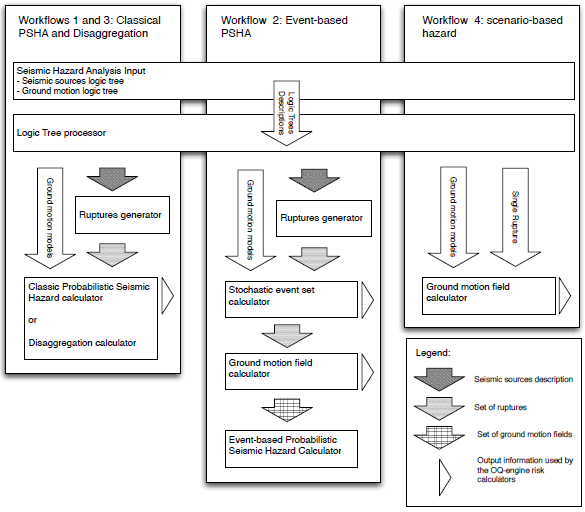 Workflows 1 and 3: Classical
PSHA and Disaggregation
Workflow 2: Event-based
PSHA
Workflow 4: scenario-based
hazard
Seismic Hazard Analysis Input
- Seismic sources logic tree
- Ground motion logic tree
Logic Trees
Descriptions
Logic Tree processor
Ground motion models
Ruptures generator
Classic Probabilistic Seismic
Hazard calculator
or
Disaggregation calculator
Ground motion models
Ruptures generator
Stochastic event set
calculator
Ground motion field
calculator
Event-based Probabilistic
Seismic Hazard Calculator
Ground motion models
Single Rupture
Ground motion field
calculator
Legend:
Seismic sources description
Set of ruptures
Set of ground motion fields
Output information used by
the OQ-engine risk
calculators